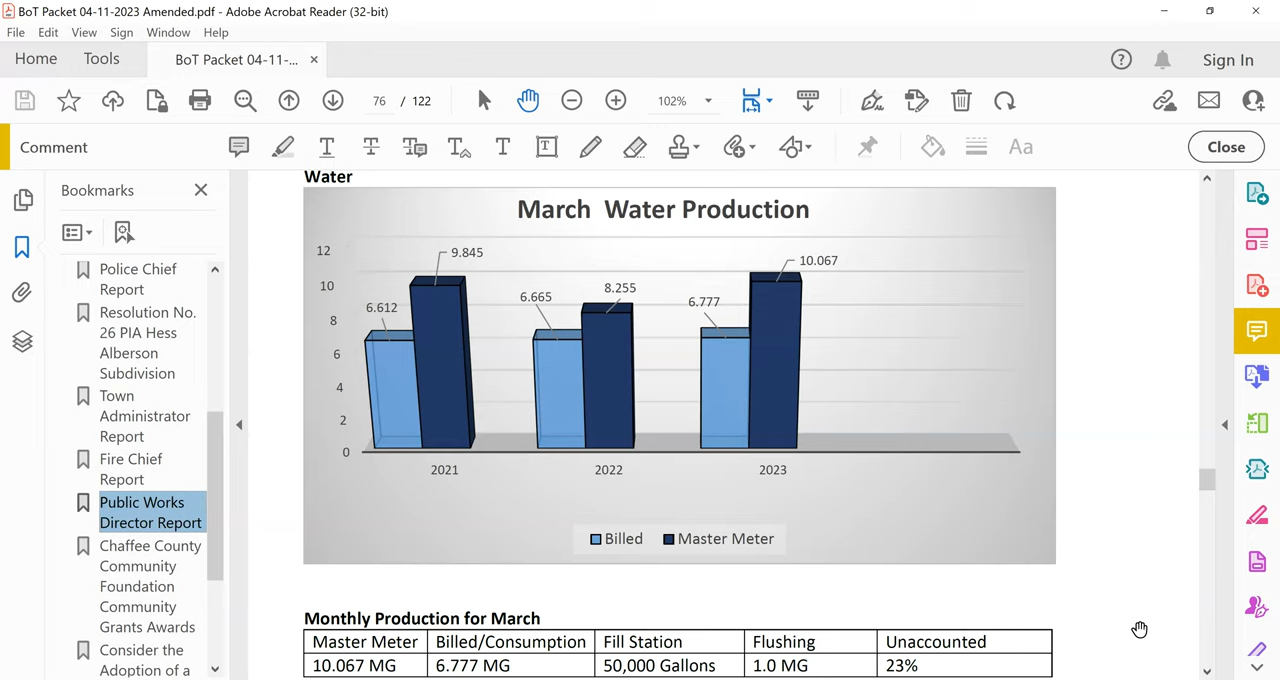 BoT Packet 04-11-2023 Amended.pdf - Adobe Acrobat Reader (32-bit)
File Edit View Sign Window Help
Home Tools BoT Packet 04-11-... Sign In
76 / 122 102%
Comment Close
Bookmarks
Police Chief
Report
Resolution No.
26 PIA Hess
Alberson
Subdivision
Town
Administrator
Report
Fire Chief
Report
Public Works
Director Report
Chaffee County
Community
Foundation
Community
Grants Awards
Consider the
Adoption of a
Water
March Water Production
12
10
8
6
4
2
0
6.612
9.845
6.665
8.255
6.777
10.067
2021 2022 2023
Billed Master Meter
Monthly Production for March
Master Meter Billed/Consumption Fill Station Flushing Unaccounted
10.067 MG 6.777 MG 50,000 Gallons 1.0 MG 23%